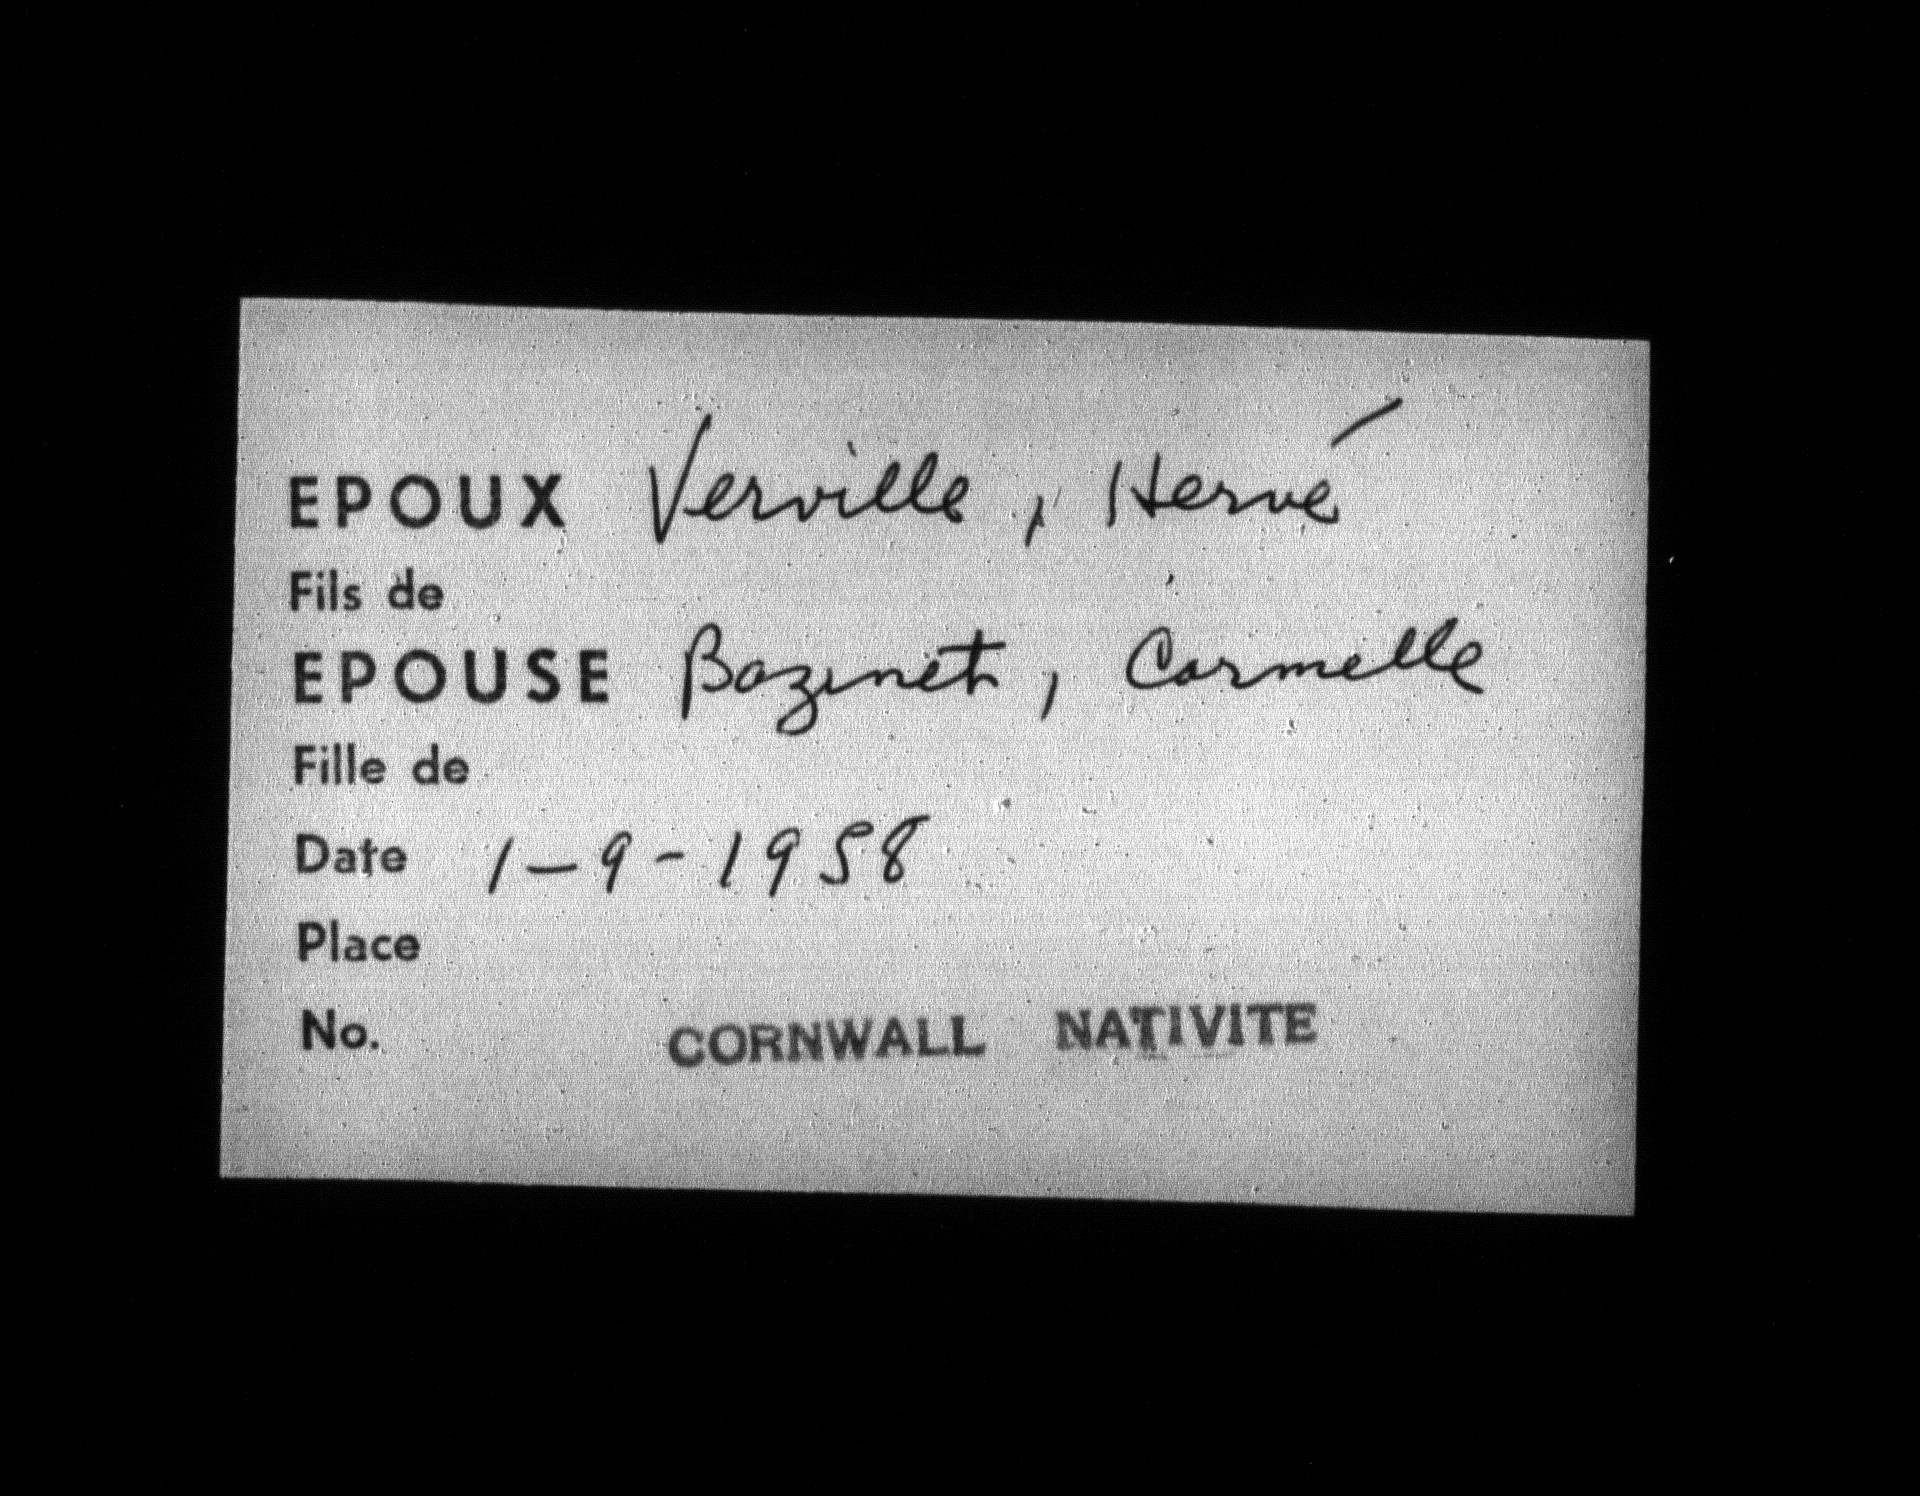 EPOUX Verville, Hervé
Fils de
EPOUSE Bazinet, Carmelle
Fille de
Date 1-9-1958
Place
No. CORNWALL NATIVITE